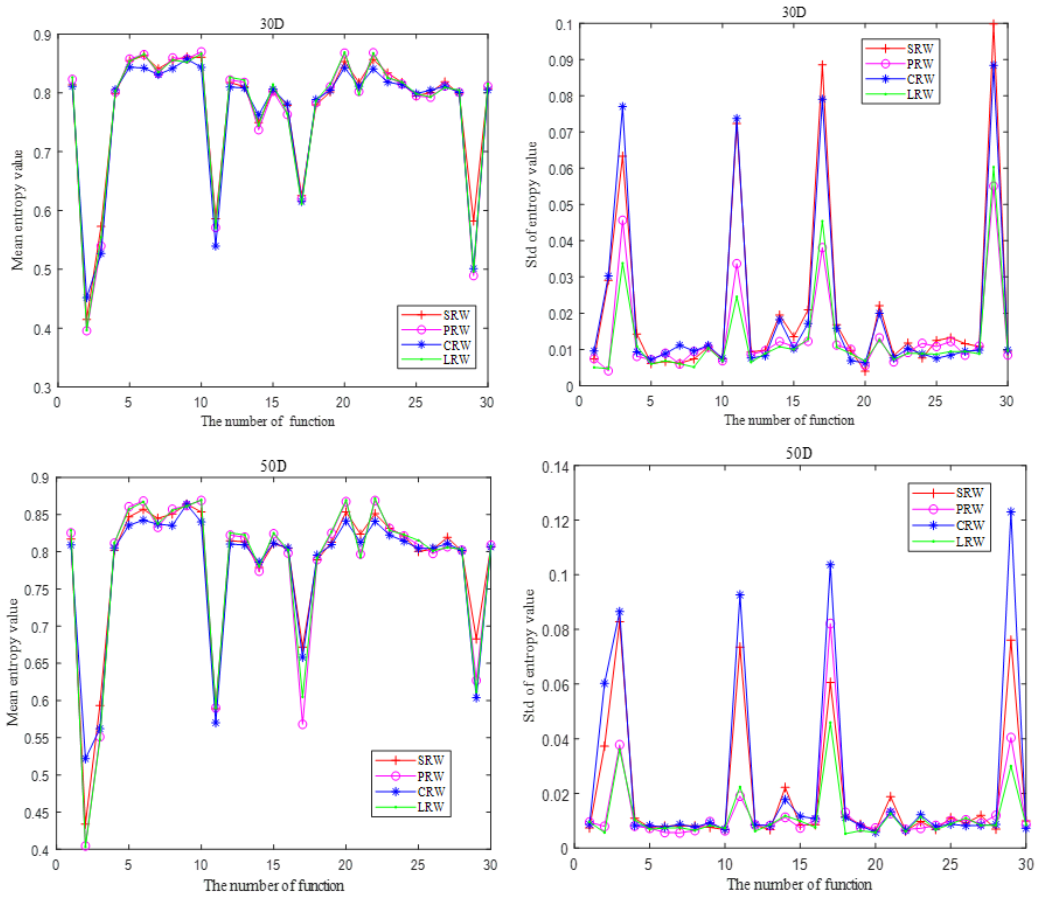 30D
Mean entropy value
0.9
0.8
0.7
0.6
0.5
0.4
0.3
0
5
10
15
20
25
30
The number of function
SRW
PRW
CRW
LRW
30D
Std of entropy value
0.1
0.09
0.08
0.07
0.06
0.05
0.04
0.03
0.02
0.01
0
0
5
10
15
20
25
30
The number of function
SRW
PRW
CRW
LRW
50D
Mean entropy value
0.9
0.85
0.8
0.75
0.7
0.65
0.6
0.55
0.5
0.45
0.4
0
5
10
15
20
25
30
The number of function
SRW
PRW
CRW
LRW
50D
Std of entropy value
0.14
0.12
0.1
0.08
0.06
0.04
0.02
0
0
5
10
15
20
25
30
The number of function
SRW
PRW
CRW
LRW